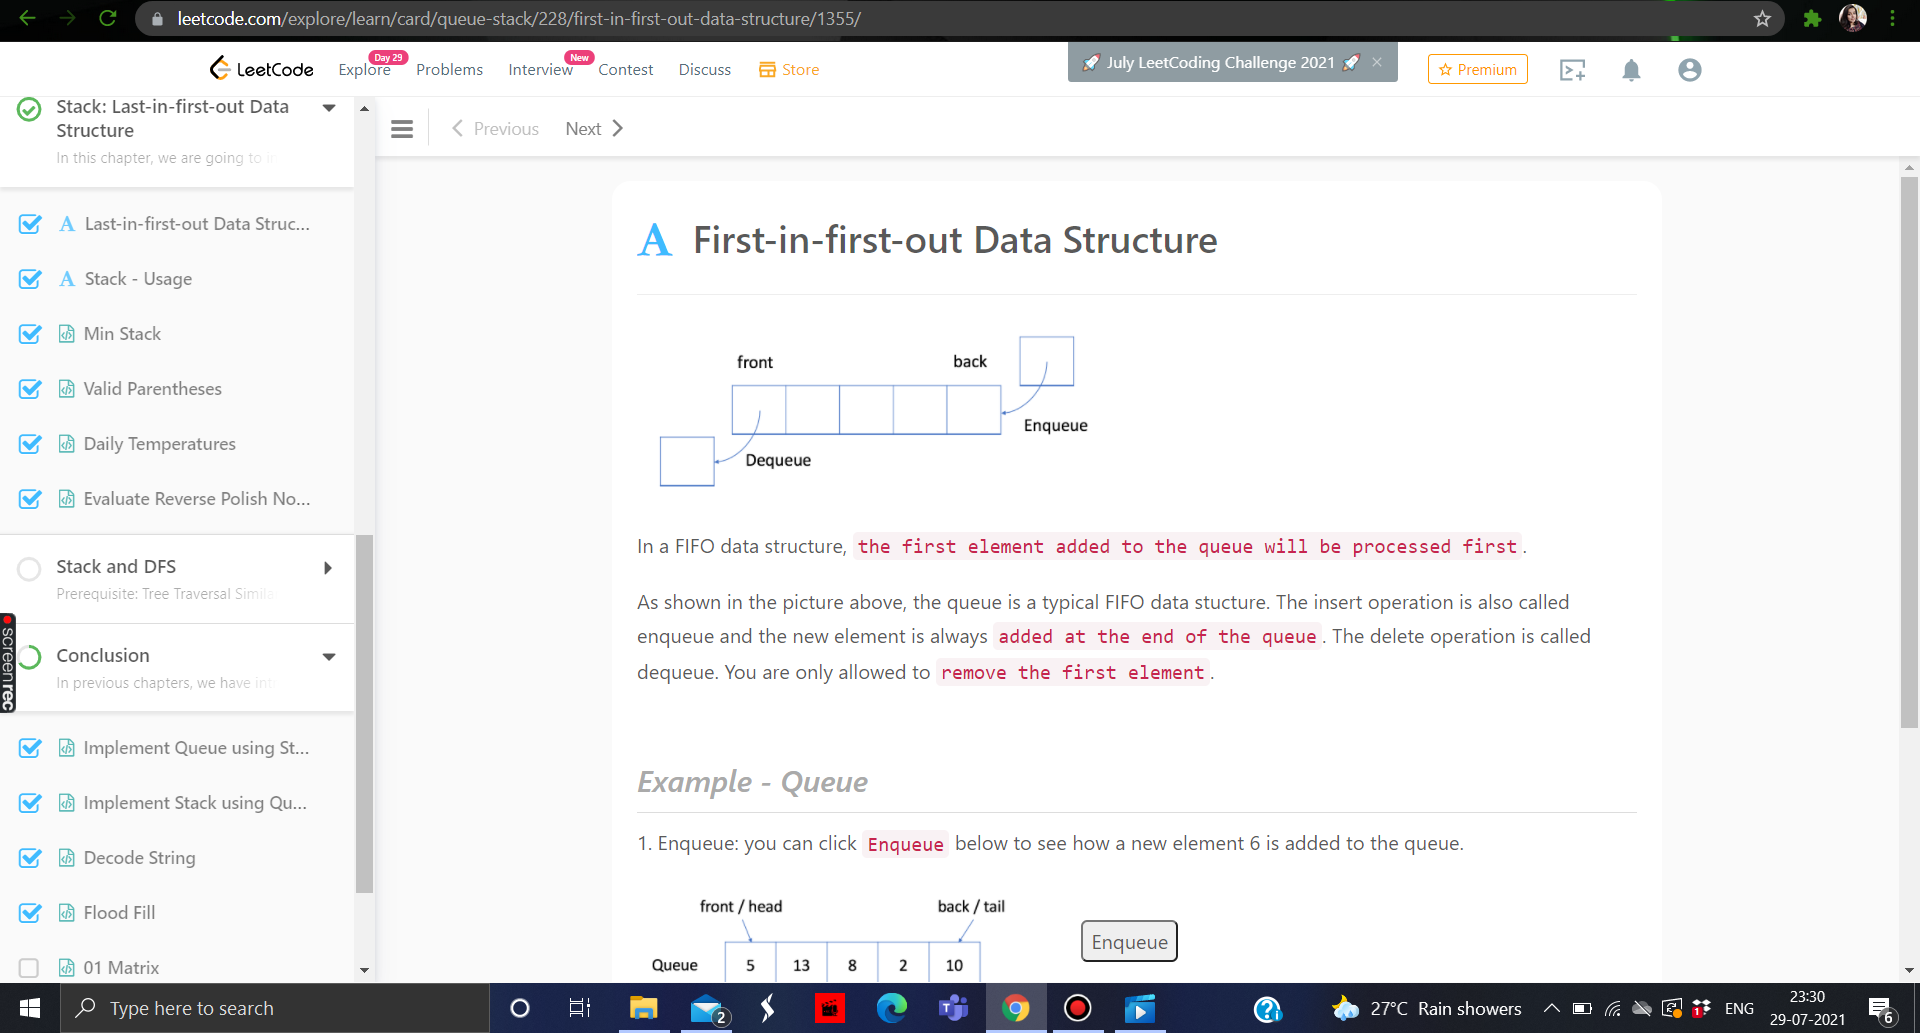 leetcode.com/explore/learn/card/queue-stack/228/first-in-first-out-data-structure/1355/
LeetCode
Explore
Day 29
Problems
Interview
New
Contest
Discuss
Store
July LeetCoding Challenge 2021
Premium
Stack: Last-in-first-out Data
Structure
In this chapter, we are going to
Last-in-first-out Data Struc...
Stack - Usage
Min Stack
Valid Parentheses
Daily Temperatures
Evaluate Reverse Polish No...
Stack and DFS
Prerequisite: Tree Traversal Simila
Conclusion
In previous chapters, we have int
Implement Queue using St...
Implement Stack using Qu...
Decode String
Flood Fill
01 Matrix
screenrec
Previous
Next
A First-in-first-out Data Structure
front
back
Enqueue
Dequeue
In a FIFO data structure, the first element added to the queue will be processed first.
As shown in the picture above, the queue is a typical FIFO data stucture. The insert operation is also called
enqueue and the new element is always added at the end of the queue. The delete operation is called
dequeue. You are only allowed to remove the first element.
Example - Queue
1. Enqueue: you can click Enqueue below to see how a new element 6 is added to the queue.
front / head
back / tail
Queue 5 13 8 2 10
Enqueue
Type here to search
2
27°C Rain showers
1
ENG
23:30
29-07-2021
6